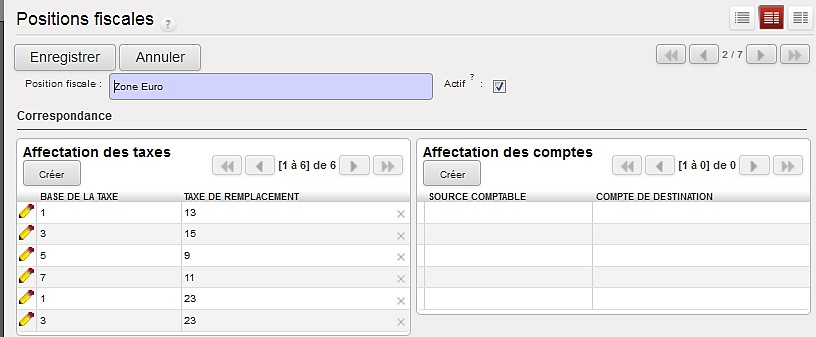 Positions fiscales ?
Enregistrer Annuler 2 / 7
Position fiscale : Zone Euro Actif ? :
Correspondance
Affectation des taxes [1 à 6] de 6
Créer
BASE DE LA TAXE TAXE DE REMPLACEMENT
1 13
3 15
5 9
7 11
1 23
3 23
Affectation des comptes [1 à 0] de 0
Créer
SOURCE COMPTABLE COMPTE DE DESTINATION